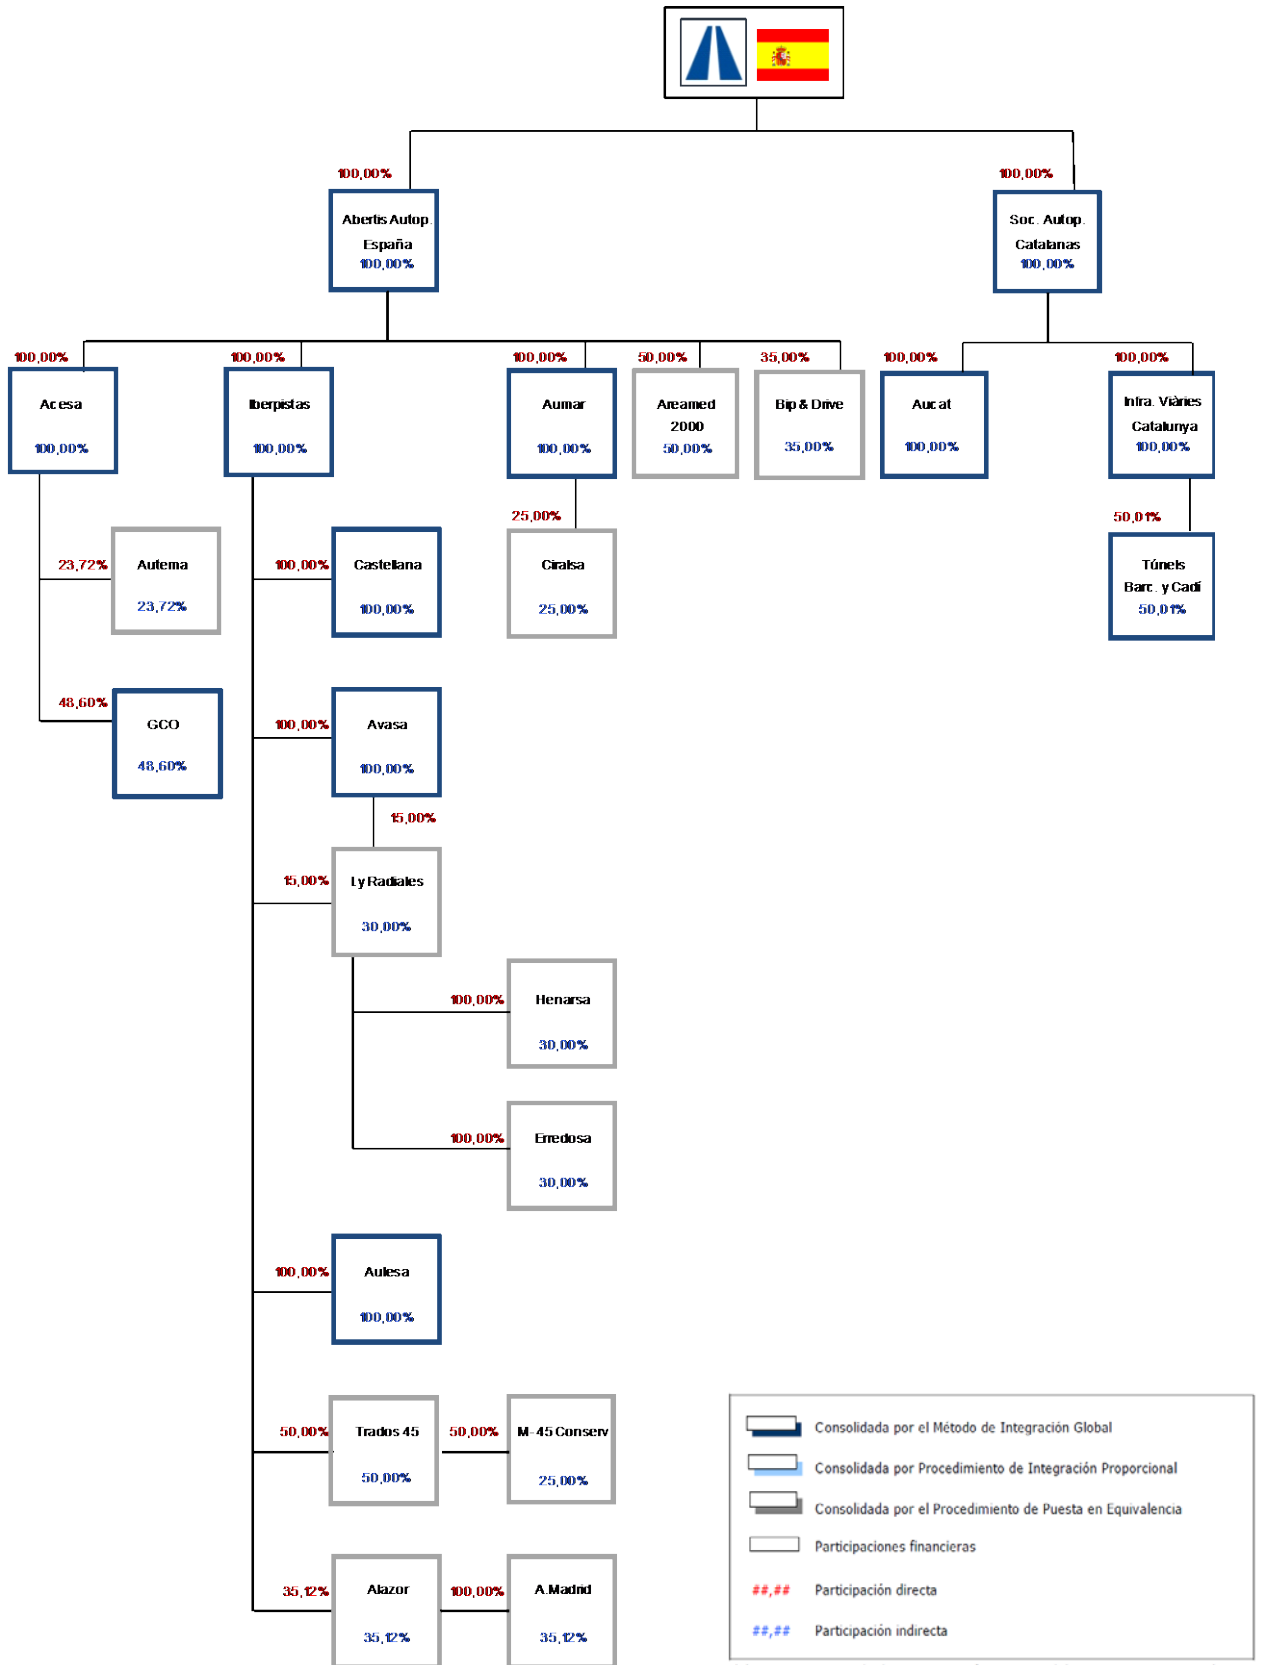 100,00%
100,00%
Abertis Autop.
España
100,00%
Soc. Autop.
Catalanas
100,00%
100,00%
100,00%
100,00%
50,00%
35,00%
100,00%
100,00%
Acesa
100,00%
Iberpistas
100,00%
Aumar
100,00%
Areamed
2000
50,00%
Bip & Drive
35,00%
Aucat
100,00%
Infra. Viàries
Catalunya
100,00%
25,00%
50,01%
23,72%
Autema
23,72%
100,00%
Castellana
100,00%
Ciralsa
25,00%
Túnels
Barc. y Cadí
50,01%
48,60%
GCO
48,60%
100,00%
Avasa
100,00%
15,00%
15,00%
I.y Radiales
30,00%
100,00%
Henarsa
30,00%
100,00%
Erredosa
30,00%
100,00%
Aulesa
100,00%
50,00%
Trados 45
50,00%
50,00%
M-45 Conserv
25,00%
35,12%
Alazor
35,12%
100,00%
A.Madrid
35,12%
Consolidada por el Método de Integración Global
Consolidada por Procedimiento de Integración Proporcional
Consolidada por el Procedimiento de Puesta en Equivalencia
Participaciones financieras
##,## Participación directa
##,## Participación indirecta